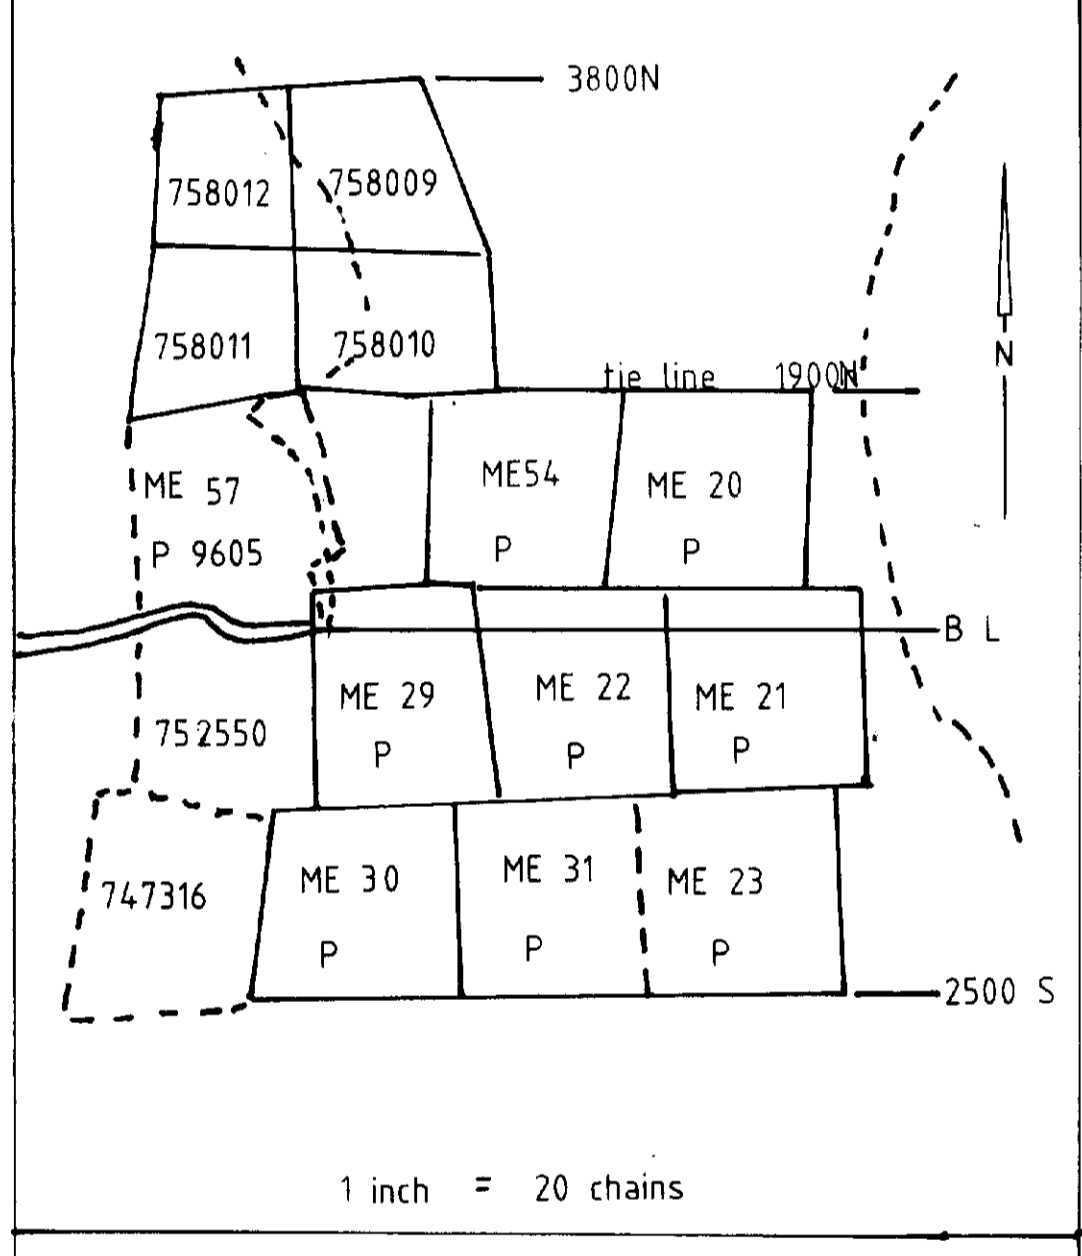 3800N
758012
758009
758011
758010
tie line 1900N
N
ME 57
ME54
ME 20
P 9605
P
P
B L
ME 29
ME 22
ME 21
752550
P
P
P
747316
ME 30
ME 31
ME 23
P
P
P
2500 S
1 inch = 20 chains